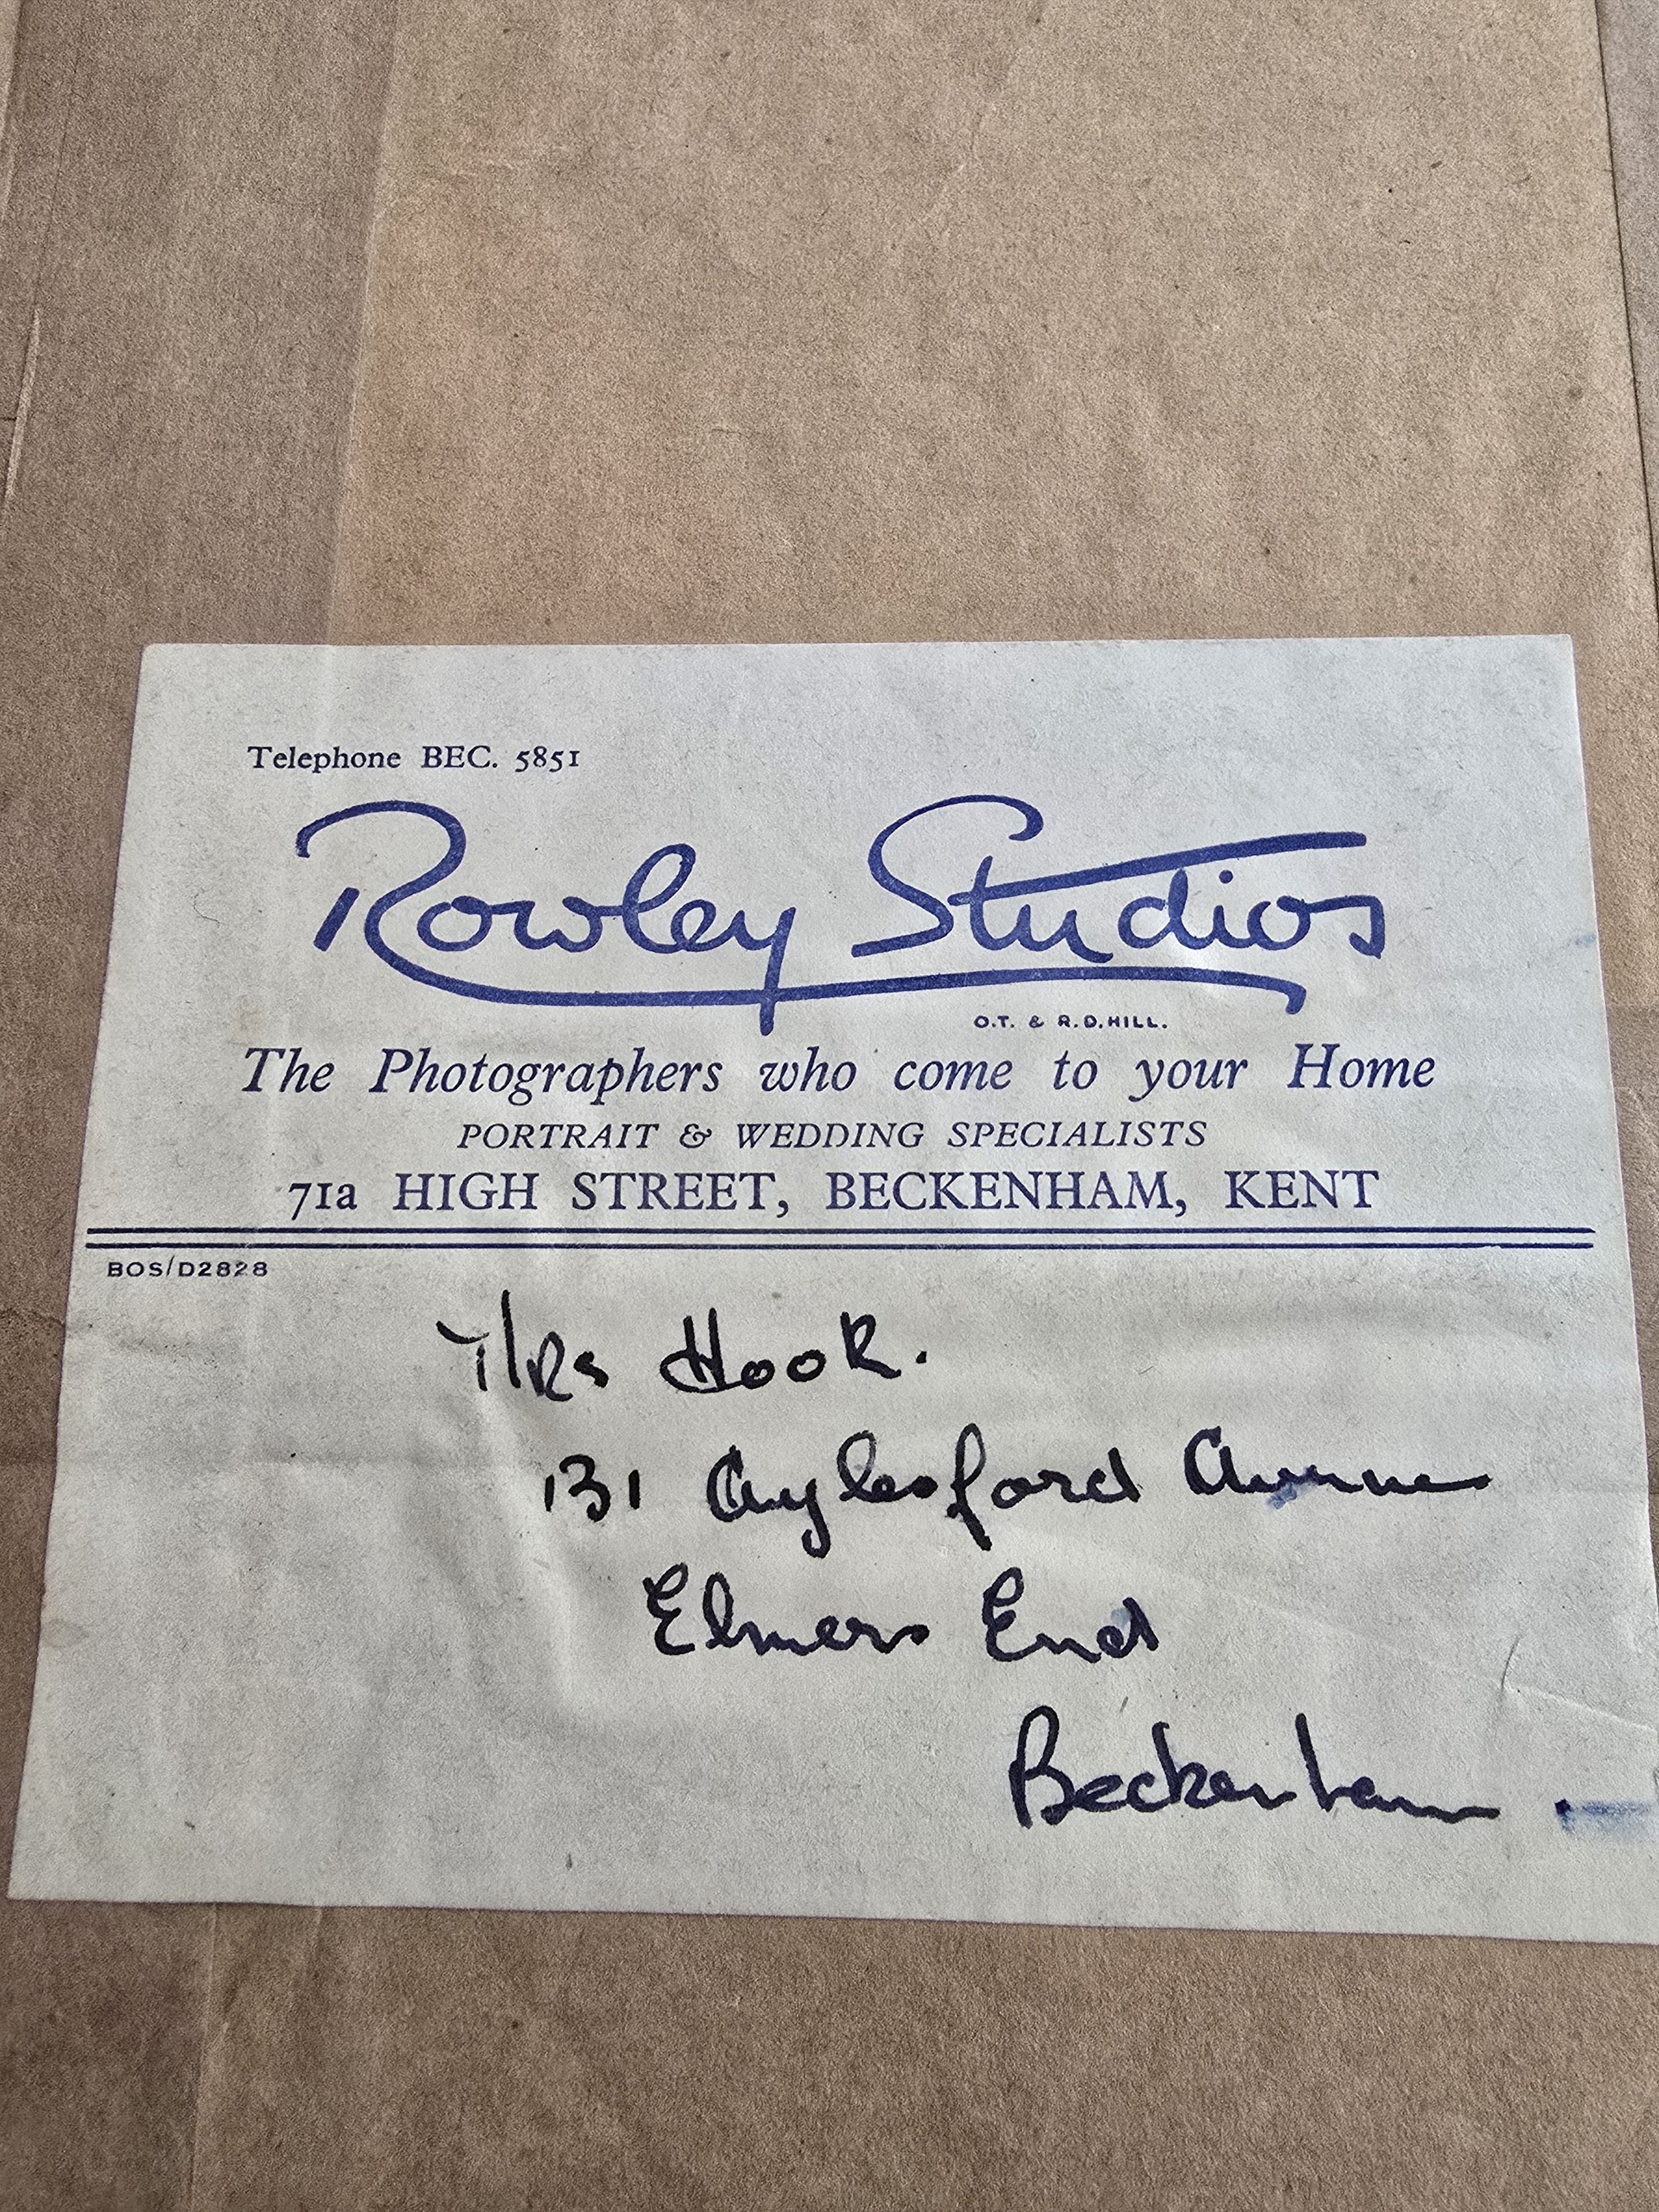 Telephone BEC. 5851
Rowley Studios
O.T. & R.D. HILL.
The Photographers who come to your Home
PORTRAIT & WEDDING SPECIALISTS
71a HIGH STREET, BECKENHAM, KENT
BOS/D2828
Mrs Hook.
131 Aylesford Avenue
Elmers End
Beckenham